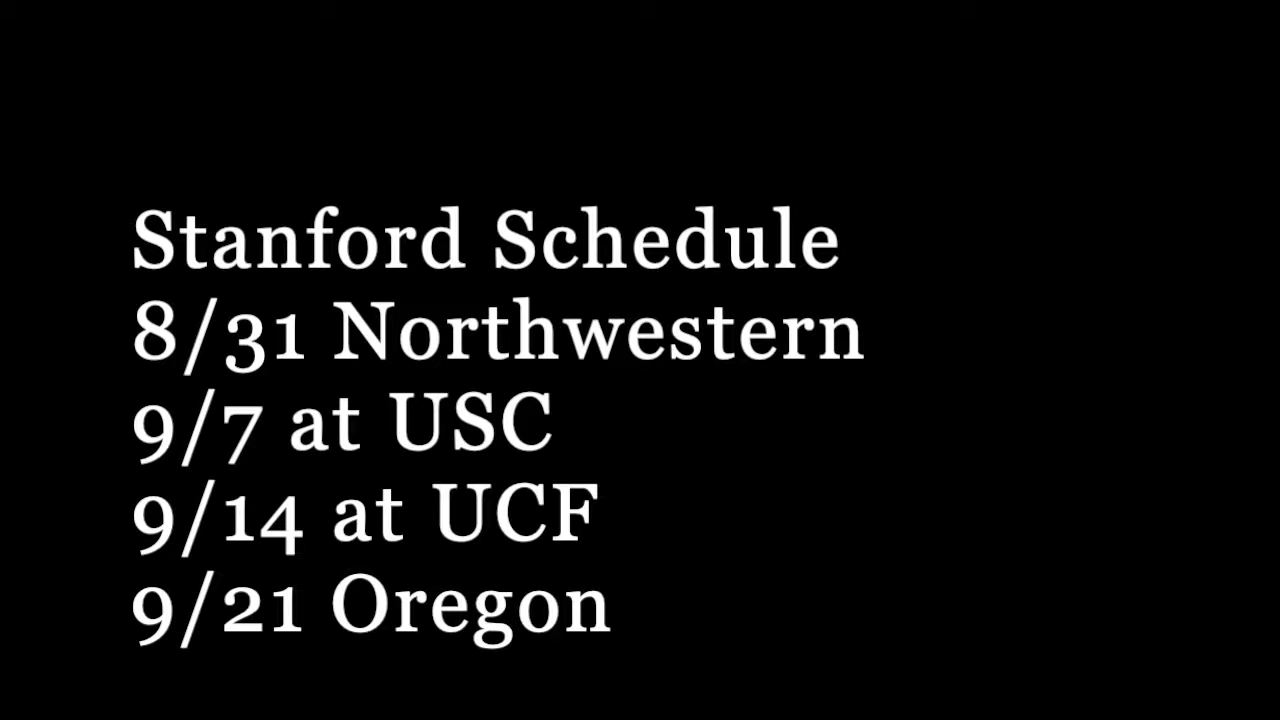 Stanford Schedule
8/31 Northwestern
9/7 at USC
9/14 at UCF
9/21 Oregon